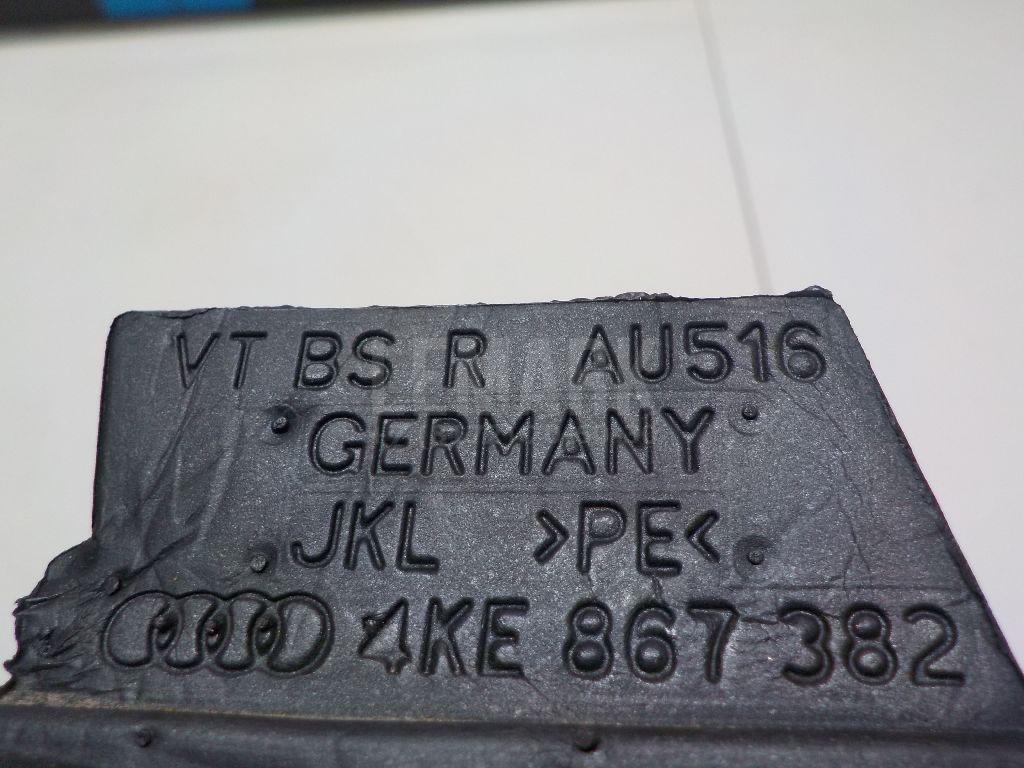 VT BS R AU516
GERMANY
JKL >PE<
4KE 867 382